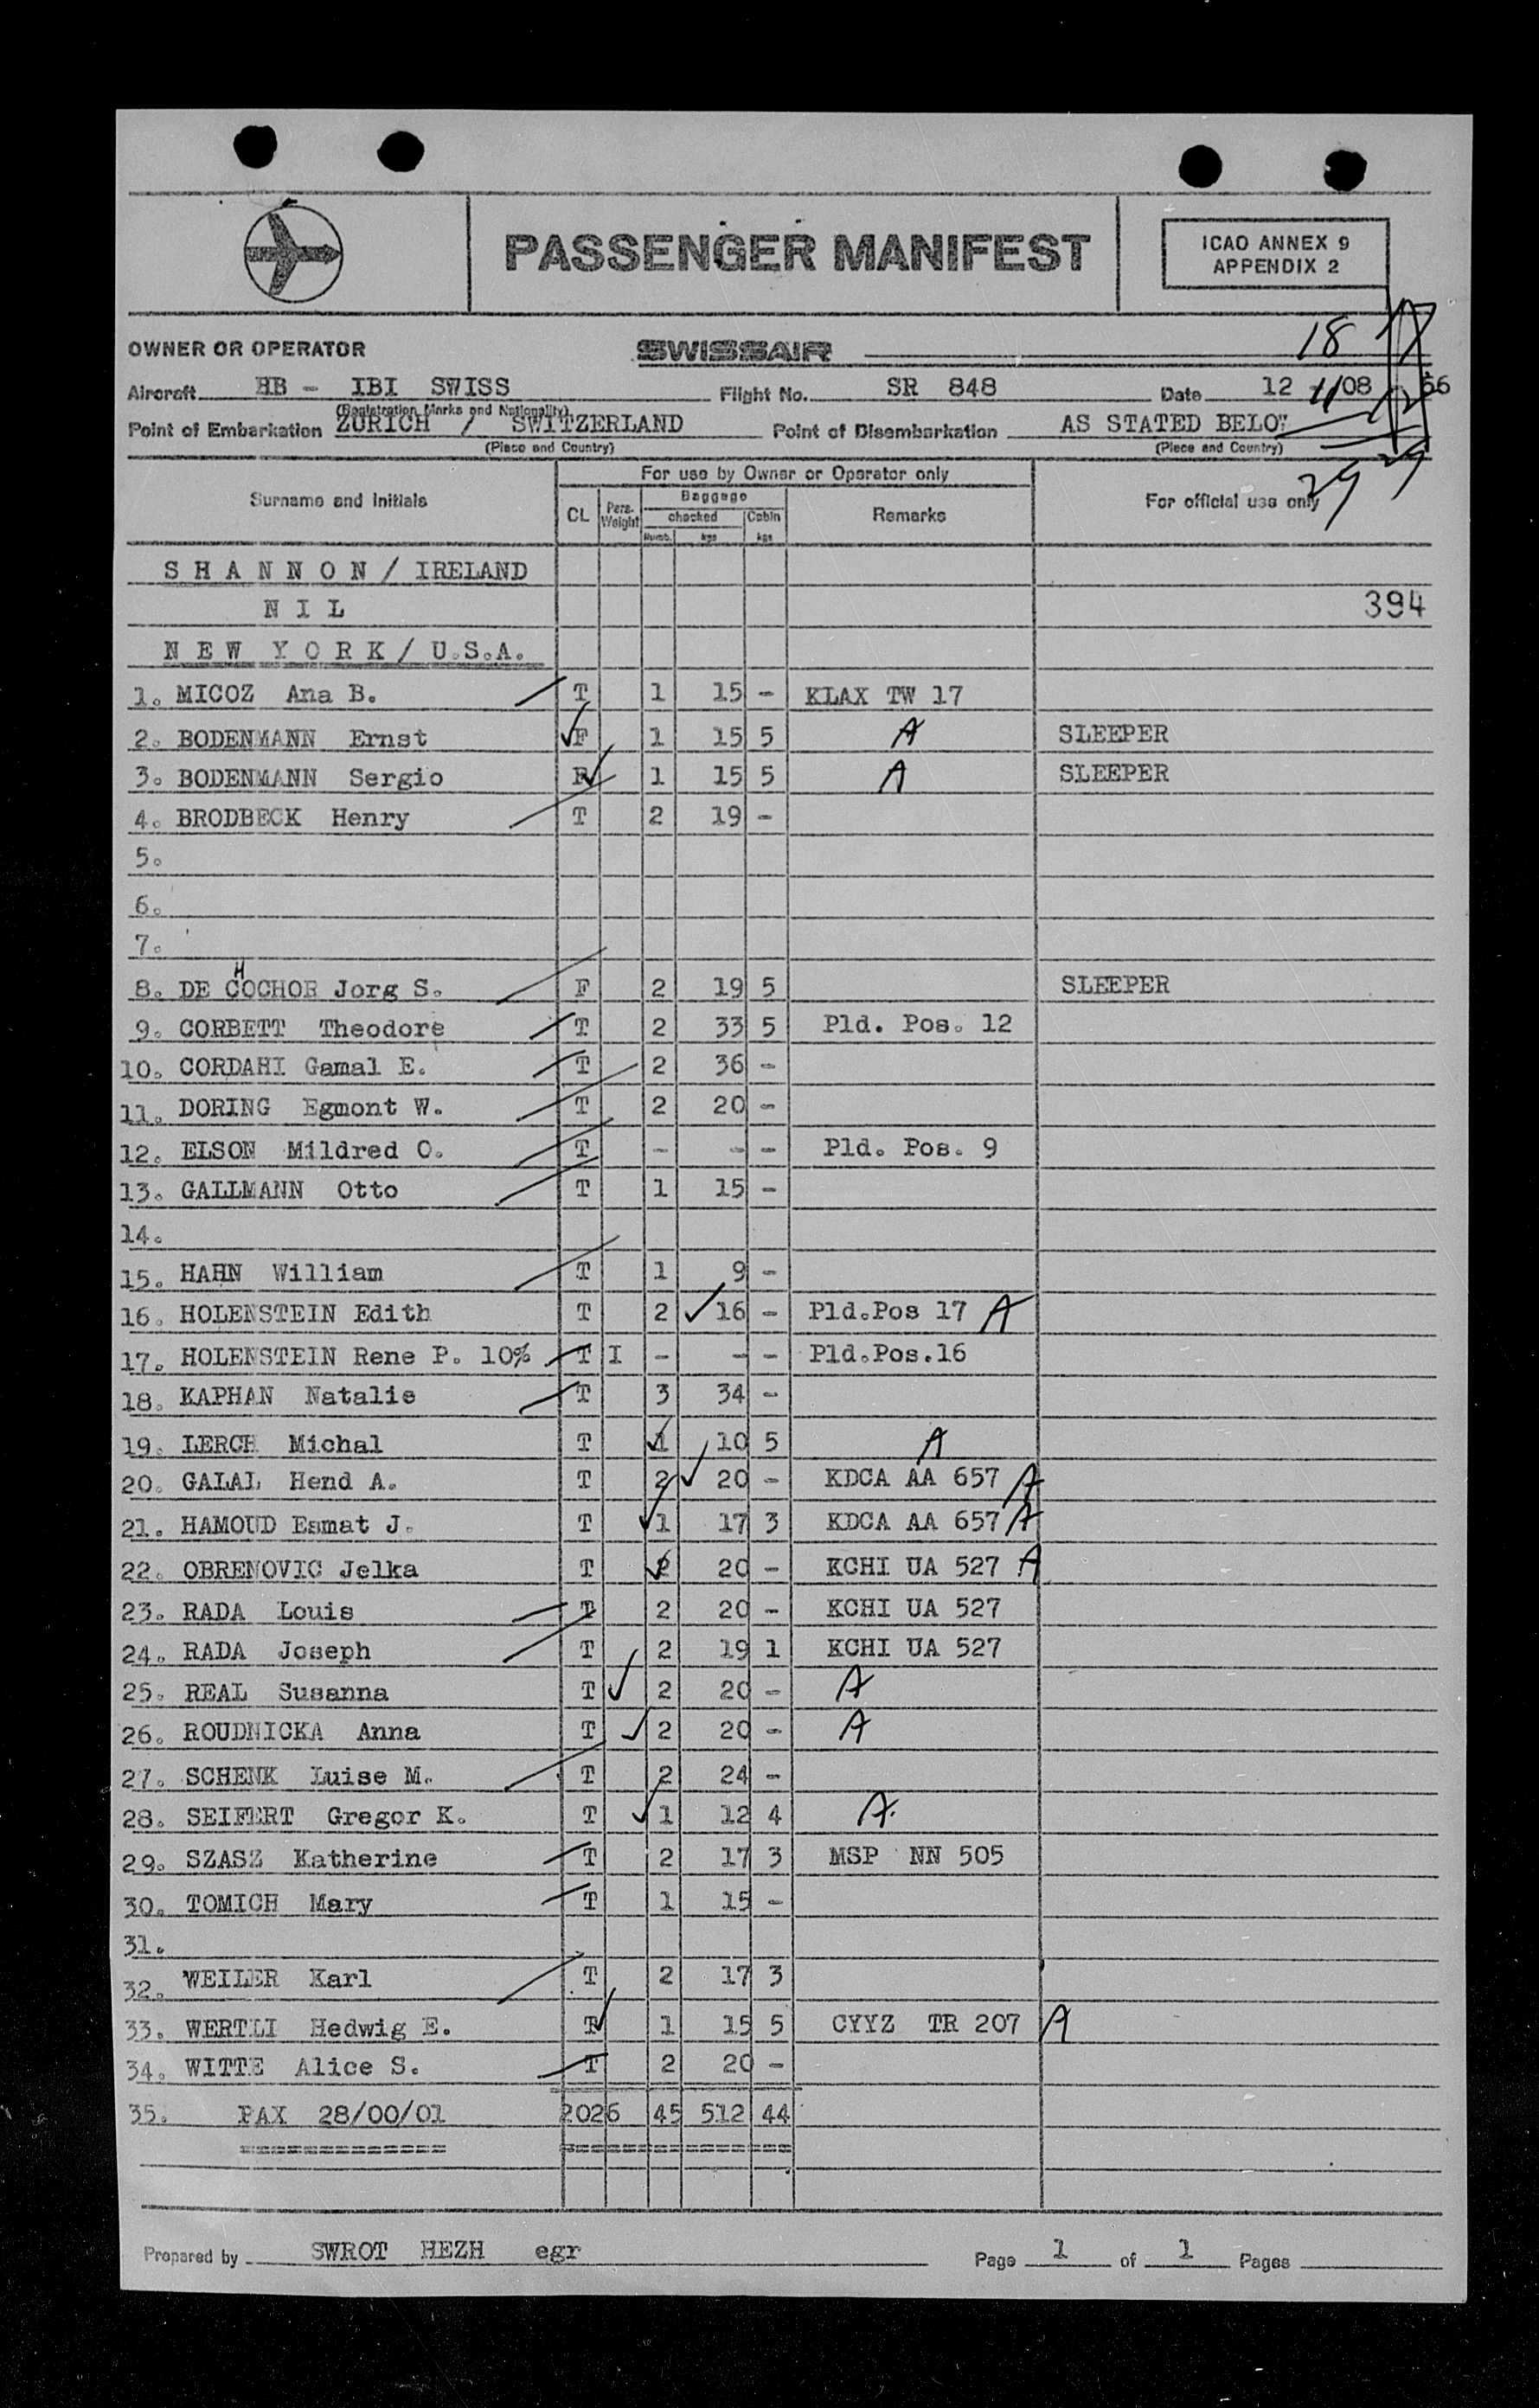 PASSENGER MANIFEST
ICAO ANNEX 9
APPENDIX 2
18
OWNER OR OPERATOR SWISSAIR
Aircraft HB - IBI SWISS Flight No. SR 848 Date 12 11/08 66
(Registration Marks and Nationality)
Point of Embarkation ZURICH / SWITZERLAND Point of Disembarkation AS STATED BELOW
(Place and Country) (Place and Country)
29
For use by Owner or Operator only
Surname and Initials CL Pers. Weight Baggage checked Numb. kgs Cabin kgs Remarks For official use only
S H A N N O N / IRELAND
N I L 394
N E W Y O R K / U.S.A.
1. MICOZ Ana B. T 1 15 - KLAX TW 17
2. BODENMANN Ernst ✓ F 1 15 5 A SLEEPER
3. BODENMANN Sergio F ✓ 1 15 5 A SLEEPER
4. BRODBECK Henry T 2 19 -
5.
6.
7.
H
8. DE COCHOR Jorg S. F 2 19 5 SLEEPER
9. CORBETT Theodore T 2 33 5 Pld. Pos. 12
10. CORDAHI Gamal E. T 2 36 -
11. DORING Egmont W. T 2 20 -
12. ELSON Mildred O. T - - - Pld. Pos. 9
13. GALLMANN Otto T 1 15 -
14.
15. HAHN William T 1 9 -
16. HOLENSTEIN Edith T 2 ✓ 16 - Pld.Pos 17 A
17. HOLENSTEIN Rene P. 10% T I - - - Pld.Pos.16
18. KAPHAN Natalie T 3 34 -
19. LERCH Michal T ✓ 1 10 5 A
20. GALAL Hend A. T 2 ✓ 20 - KDCA AA 657 A
21. HAMOUD Esmat J. T ✓ 1 17 3 KDCA AA 657 A
22. OBRENOVIC Jelka T ✓ 2 20 - KCHI UA 527 A
23. RADA Louis T 2 20 - KCHI UA 527
24. RADA Joseph T 2 19 1 KCHI UA 527
25. REAL Susanna T ✓ 2 20 - A
26. ROUDNICKA Anna T ✓ 2 20 - A
27. SCHENK Luise M. T 2 24 -
28. SEIFERT Gregor K. T ✓ 1 12 4 A.
29. SZASZ Katherine T 2 17 3 MSP NN 505
30. TOMICH Mary T 1 15 -
31.
32. WEILER Karl T 2 17 3
33. WERTLI Hedwig E. T ✓ 1 15 5 CYYZ TR 207 A
34. WITTE Alice S. T 2 20 -
35. PAX 28/00/01 2026 45 512 44
============= ===============
Prepared by SWROT HEZH egr Page 1 of 1 Pages